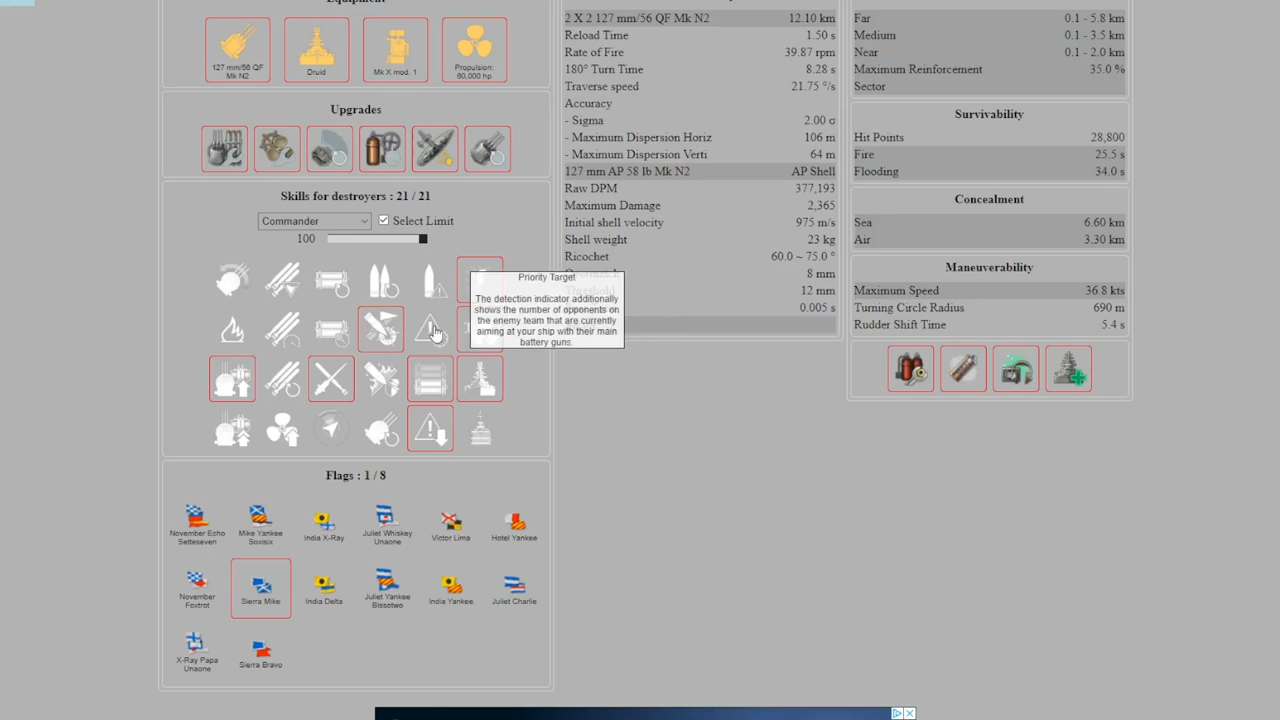 127 mm/56 QF
Mk N2
Druid
Mk X mod. 1
Propulsion:
60,000 hp
Upgrades
Skills for destroyers : 21 / 21
Commander
Select Limit
100
Priority Target
The detection indicator additionally
shows the number of opponents on
the enemy team that are currently
aiming at your ship with their main
battery guns.
Flags : 1 / 8
November Echo
Setteseven
Mike Yankee
Soxisix
India X-Ray
Juliet Whiskey
Unaone
Victor Lima
Hotel Yankee
November
Foxtrot
Sierra Mike
India Delta
Juliet Yankee
Bissotwo
India Yankee
Juliet Charlie
X-Ray Papa
Unaone
Sierra Bravo
2 X 2 127 mm/56 QF Mk N2 12.10 km
Reload Time 1.50 s
Rate of Fire 39.87 rpm
180° Turn Time 8.28 s
Traverse speed 21.75 °/s
Accuracy
- Sigma 2.00 σ
- Maximum Dispersion Horiz 106 m
- Maximum Dispersion Verti 64 m
127 mm AP 58 lb Mk N2 AP Shell
Raw DPM 377,193
Maximum Damage 2,365
Initial shell velocity 975 m/s
Shell weight 23 kg
Ricochet 60.0 ~ 75.0 °
8 mm
12 mm
0.005 s
Far 0.1 - 5.8 km
Medium 0.1 - 3.5 km
Near 0.1 - 2.0 km
Maximum Reinforcement 35.0 %
Sector
Survivability
Hit Points 28,800
Fire 25.5 s
Flooding 34.0 s
Concealment
Sea 6.60 km
Air 3.30 km
Maneuverability
Maximum Speed 36.8 kts
Turning Circle Radius 690 m
Rudder Shift Time 5.4 s